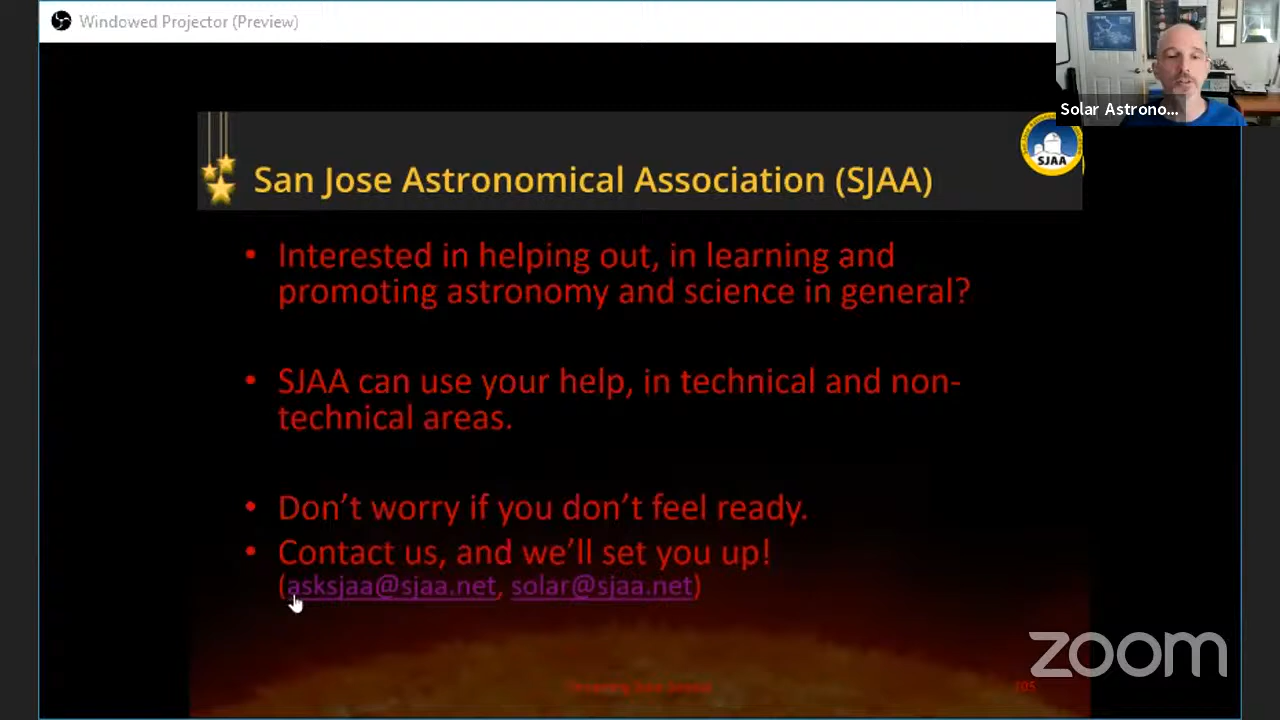 Windowed Projector (Preview)
Solar Astrono...
SJAA
San Jose Astronomical Association (SJAA)
• Interested in helping out, in learning and
promoting astronomy and science in general?
• SJAA can use your help, in technical and non-
technical areas.
• Don’t worry if you don’t feel ready.
• Contact us, and we’ll set you up!
(asksjaa@sjaa.net, solar@sjaa.net)
zoom
105